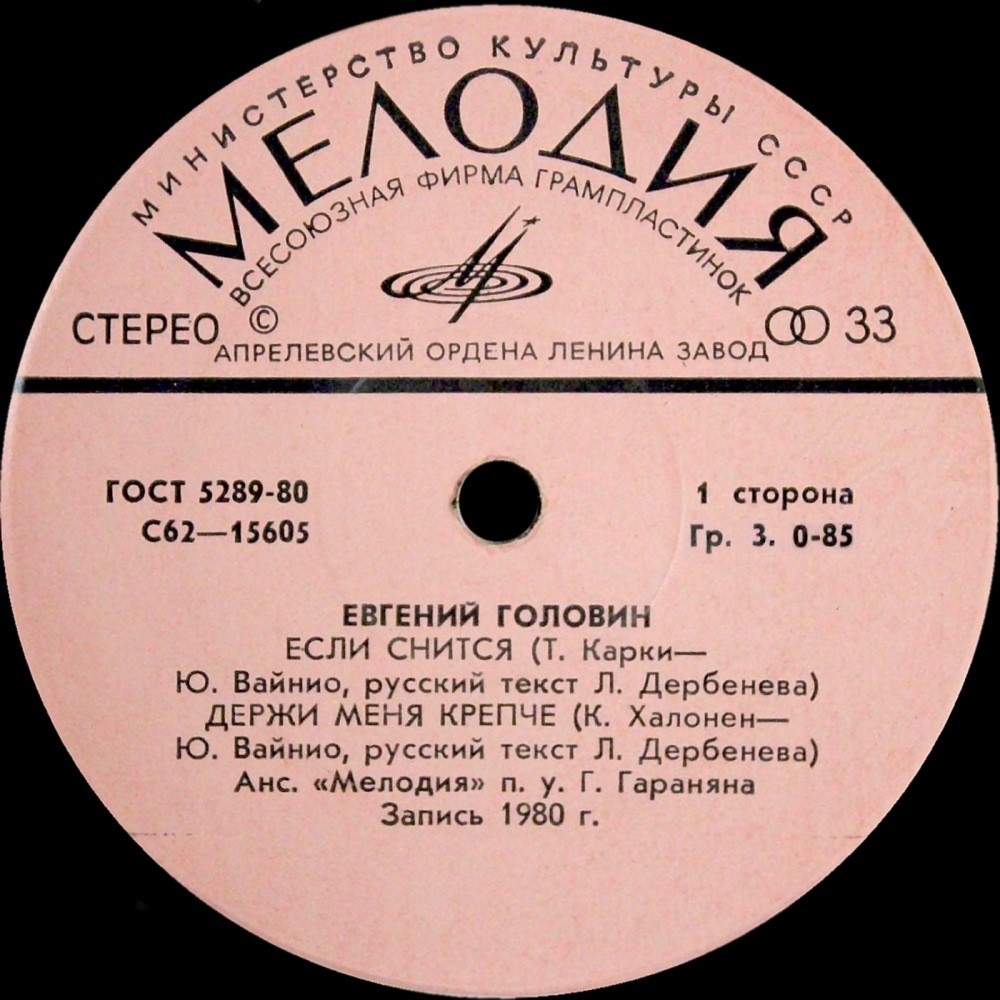 МИНИСТЕРСТВО КУЛЬТУРЫ СССР
МЕЛОДИЯ
ВСЕСОЮЗНАЯ ФИРМА ГРАМПЛАСТИНОК
СТЕРЕО © 33
АПРЕЛЕВСКИЙ ОРДЕНА ЛЕНИНА ЗАВОД
ГОСТ 5289-80
С62—15605
1 сторона
Гр. 3. 0-85
ЕВГЕНИЙ ГОЛОВИН
ЕСЛИ СНИТСЯ (Т. Карки—
Ю. Вайнио, русский текст Л. Дербенева)
ДЕРЖИ МЕНЯ КРЕПЧЕ (К. Халонен—
Ю. Вайнио, русский текст Л. Дербенева)
Анс. «Мелодия» п. у. Г. Гараняна
Запись 1980 г.